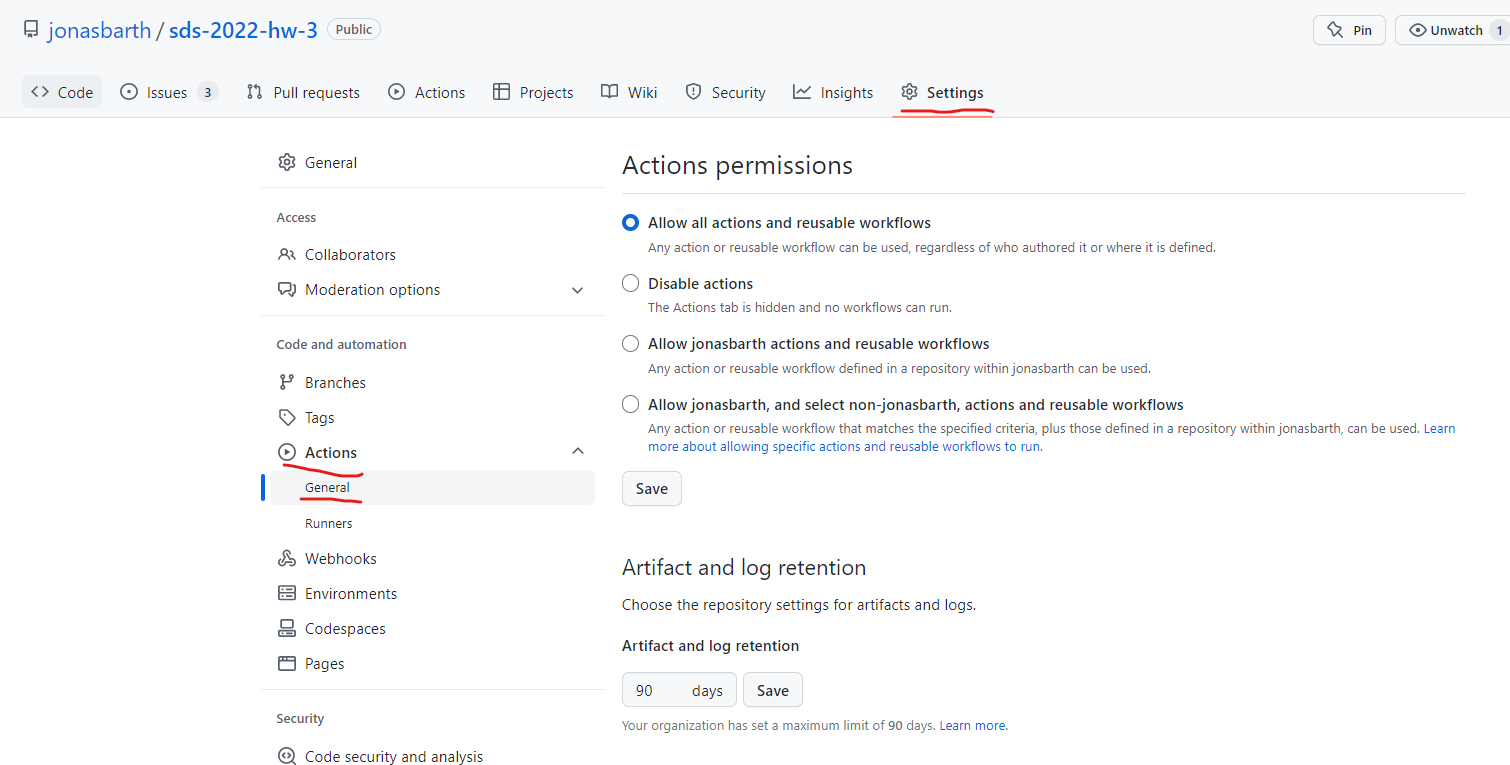 jonasbarth / sds-2022-hw-3 Public
Pin
Unwatch 1
Code
Issues 3
Pull requests
Actions
Projects
Wiki
Security
Insights
Settings
General
Access
Collaborators
Moderation options
Code and automation
Branches
Tags
Actions
General
Runners
Webhooks
Environments
Codespaces
Pages
Security
Code security and analysis
Actions permissions
Allow all actions and reusable workflows
Any action or reusable workflow can be used, regardless of who authored it or where it is defined.
Disable actions
The Actions tab is hidden and no workflows can run.
Allow jonasbarth actions and reusable workflows
Any action or reusable workflow defined in a repository within jonasbarth can be used.
Allow jonasbarth, and select non-jonasbarth, actions and reusable workflows
Any action or reusable workflow that matches the specified criteria, plus those defined in a repository within jonasbarth, can be used. Learn
more about allowing specific actions and reusable workflows to run.
Save
Artifact and log retention
Choose the repository settings for artifacts and logs.
Artifact and log retention
90 days Save
Your organization has set a maximum limit of 90 days. Learn more.